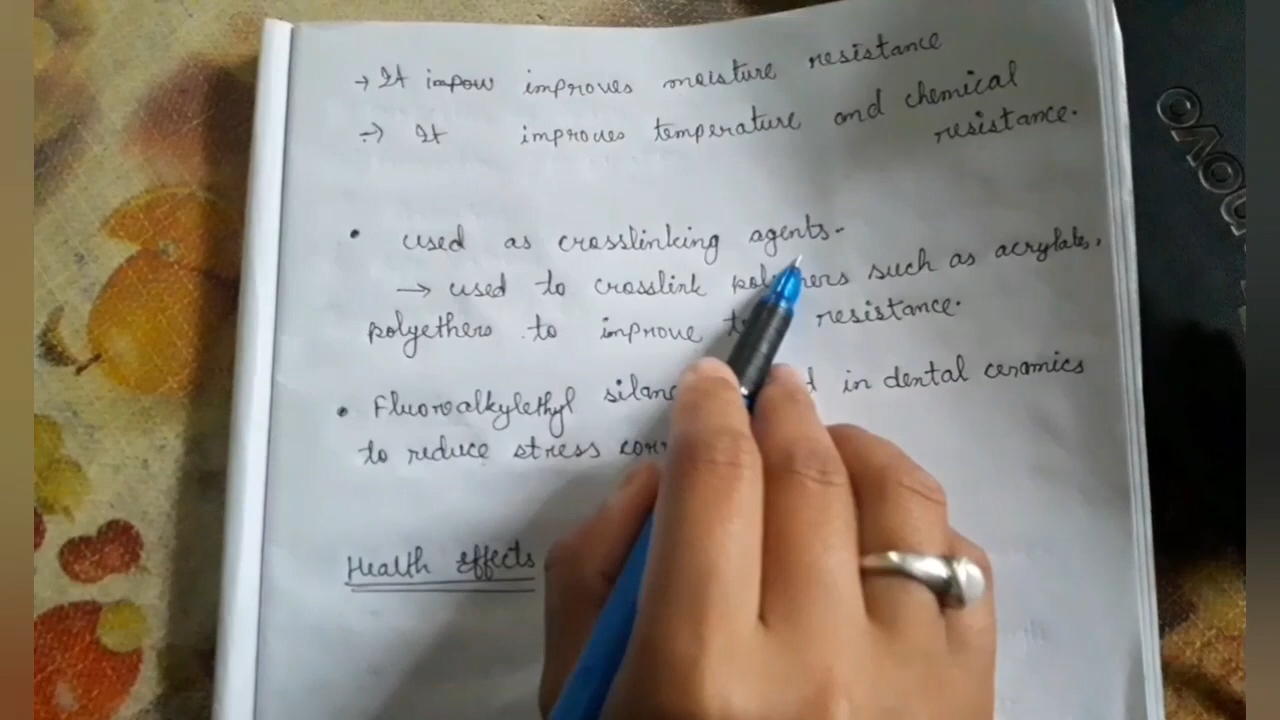 → It impow improves moisture resistance
→ It improves temperature and chemical
resistance.
• used as crosslinking agents-
→ used to crosslink polymers such as acrylates,
polyethers to improve resistance.
• Fluoroalkylethyl in dental ceramics
to reduce stress
Health effects
OVO